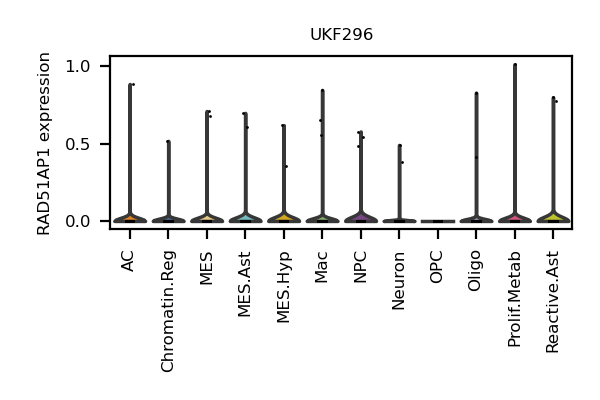 UKF296
RAD51AP1 expression
1.0
0.5
0.0
AC
Chromatin.Reg
MES
MES.Ast
MES.Hyp
Mac
NPC
Neuron
OPC
Oligo
Prolif.Metab
Reactive.Ast